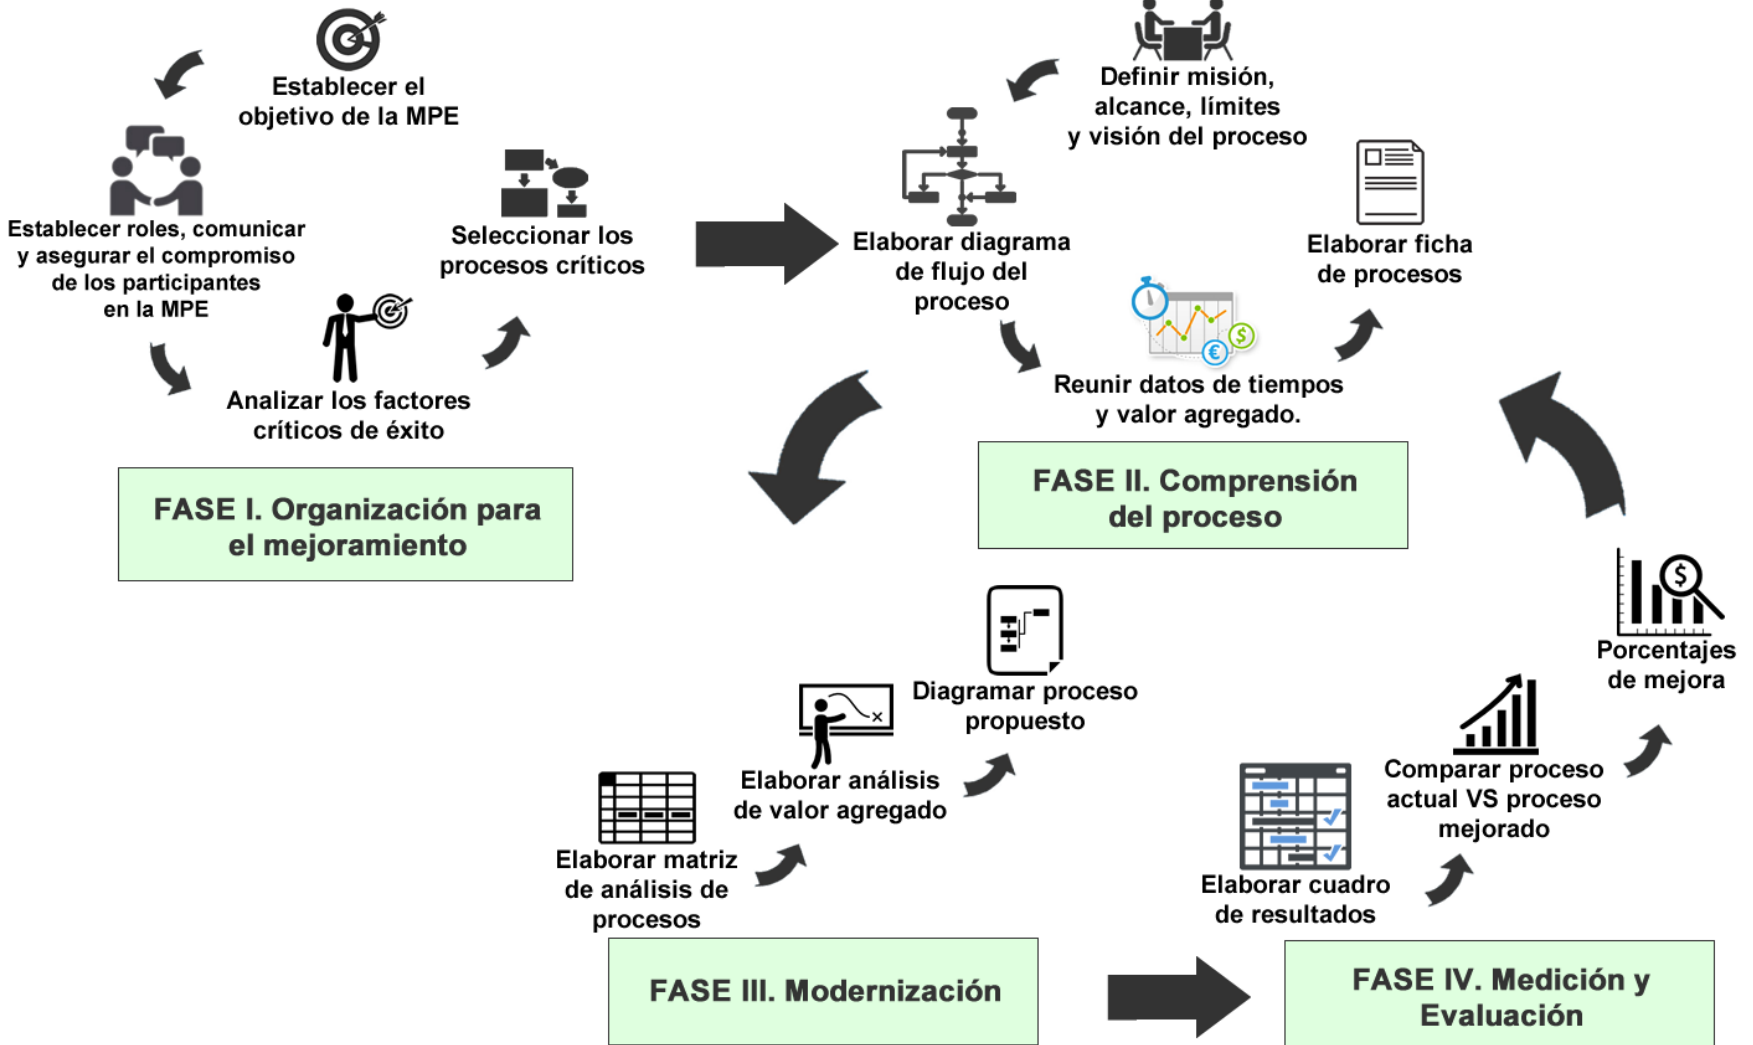 Establecer el
objetivo de la MPE
Establecer roles, comunicar
y asegurar el compromiso
de los participantes
en la MPE
Analizar los factores
críticos de éxito
Seleccionar los
procesos críticos
FASE I. Organización para
el mejoramiento
Definir misión,
alcance, límites
y visión del proceso
Elaborar diagrama
de flujo del
proceso
Reunir datos de tiempos
y valor agregado.
$
€
Elaborar ficha
de procesos
FASE II. Comprensión
del proceso
Elaborar matriz
de análisis de
procesos
Elaborar análisis
de valor agregado
Diagramar proceso
propuesto
FASE III. Modernización
Elaborar cuadro
de resultados
Comparar proceso
actual VS proceso
mejorado
$
Porcentajes
de mejora
FASE IV. Medición y
Evaluación